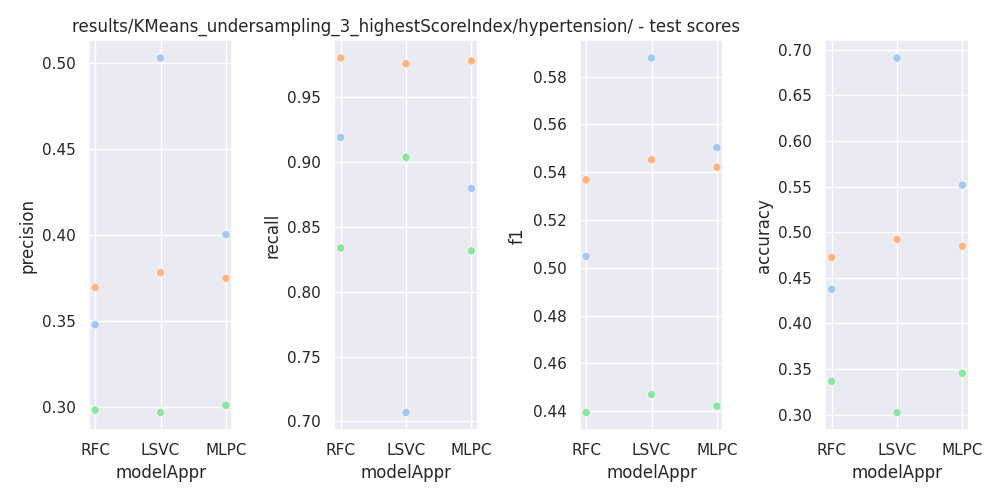 results/KMeans_undersampling_3_highestScoreIndex/hypertension/ - test scores
precision
0.50
0.45
0.40
0.35
0.30
RFC LSVC MLPC
modelAppr
recall
0.95
0.90
0.85
0.80
0.75
0.70
RFC LSVC MLPC
modelAppr
f1
0.58
0.56
0.54
0.52
0.50
0.48
0.46
0.44
RFC LSVC MLPC
modelAppr
accuracy
0.70
0.65
0.60
0.55
0.50
0.45
0.40
0.35
0.30
RFC LSVC MLPC
modelAppr